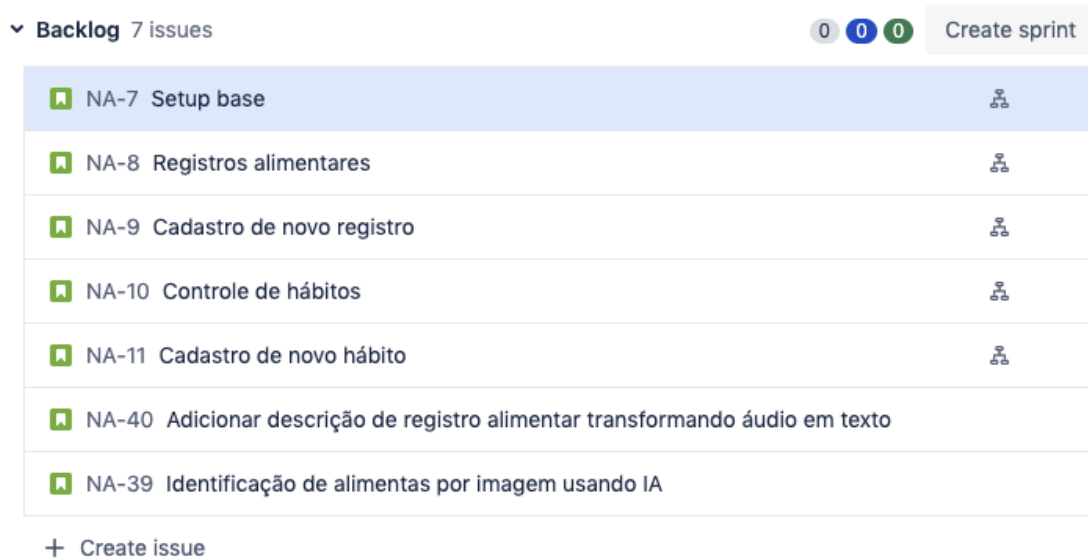 Backlog 7 issues 0 0 0 Create sprint
NA-7 Setup base
NA-8 Registros alimentares
NA-9 Cadastro de novo registro
NA-10 Controle de hábitos
NA-11 Cadastro de novo hábito
NA-40 Adicionar descrição de registro alimentar transformando áudio em texto
NA-39 Identificação de alimentas por imagem usando IA
+ Create issue